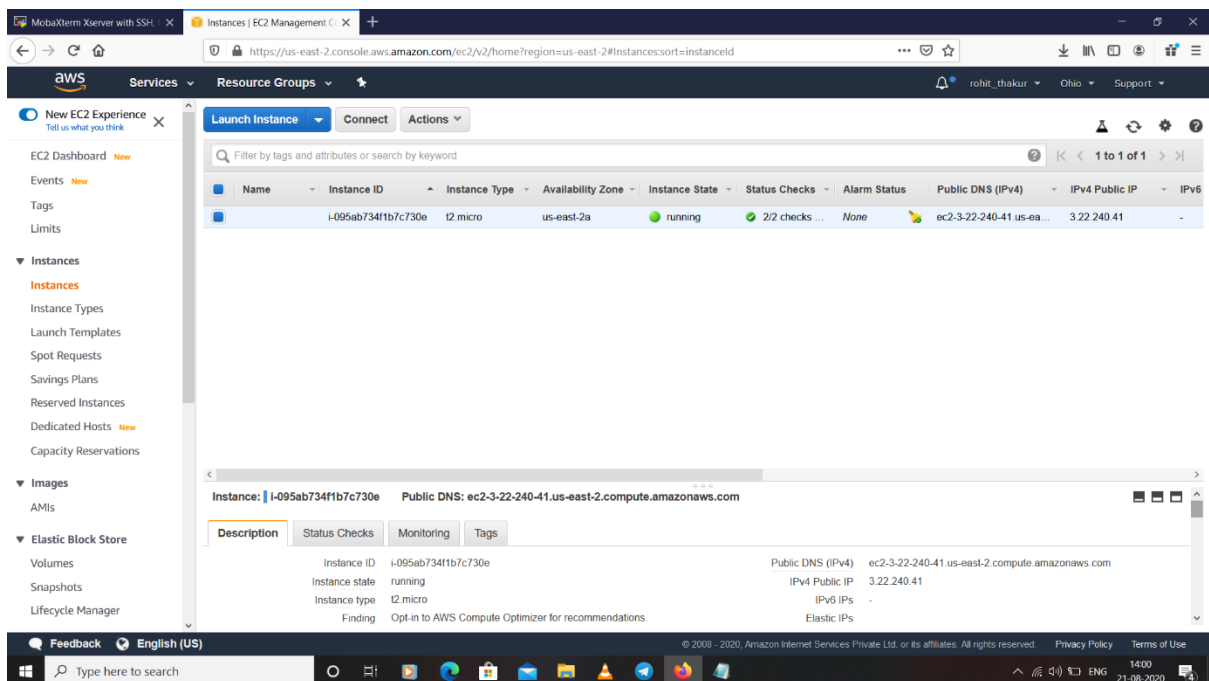 MobaXterm Xserver with SSH,
Instances | EC2 Management C
https://us-east-2.console.aws.amazon.com/ec2/v2/home?region=us-east-2#Instances:sort=instanceId
aws Services Resource Groups rohit_thakur Ohio Support
New EC2 Experience
Tell us what you think
EC2 Dashboard New
Events New
Tags
Limits
Instances
Instances
Instance Types
Launch Templates
Spot Requests
Savings Plans
Reserved Instances
Dedicated Hosts New
Capacity Reservations
Images
AMIs
Elastic Block Store
Volumes
Snapshots
Lifecycle Manager
Launch Instance Connect Actions
Filter by tags and attributes or search by keyword 1 to 1 of 1
Name Instance ID Instance Type Availability Zone Instance State Status Checks Alarm Status Public DNS (IPv4) IPv4 Public IP IPv6
i-095ab734f1b7c730e t2.micro us-east-2a running 2/2 checks ... None ec2-3-22-240-41.us-ea... 3.22.240.41 -
Instance: i-095ab734f1b7c730e Public DNS: ec2-3-22-240-41.us-east-2.compute.amazonaws.com
Description Status Checks Monitoring Tags
Instance ID i-095ab734f1b7c730e Public DNS (IPv4) ec2-3-22-240-41.us-east-2.compute.amazonaws.com
Instance state running IPv4 Public IP 3.22.240.41
Instance type t2.micro IPv6 IPs -
Finding Opt-in to AWS Compute Optimizer for recommendations. Elastic IPs
Feedback English (US) © 2008 - 2020, Amazon Internet Services Private Ltd. or its affiliates. All rights reserved. Privacy Policy Terms of Use
Type here to search ENG 14:00
21-08-2020